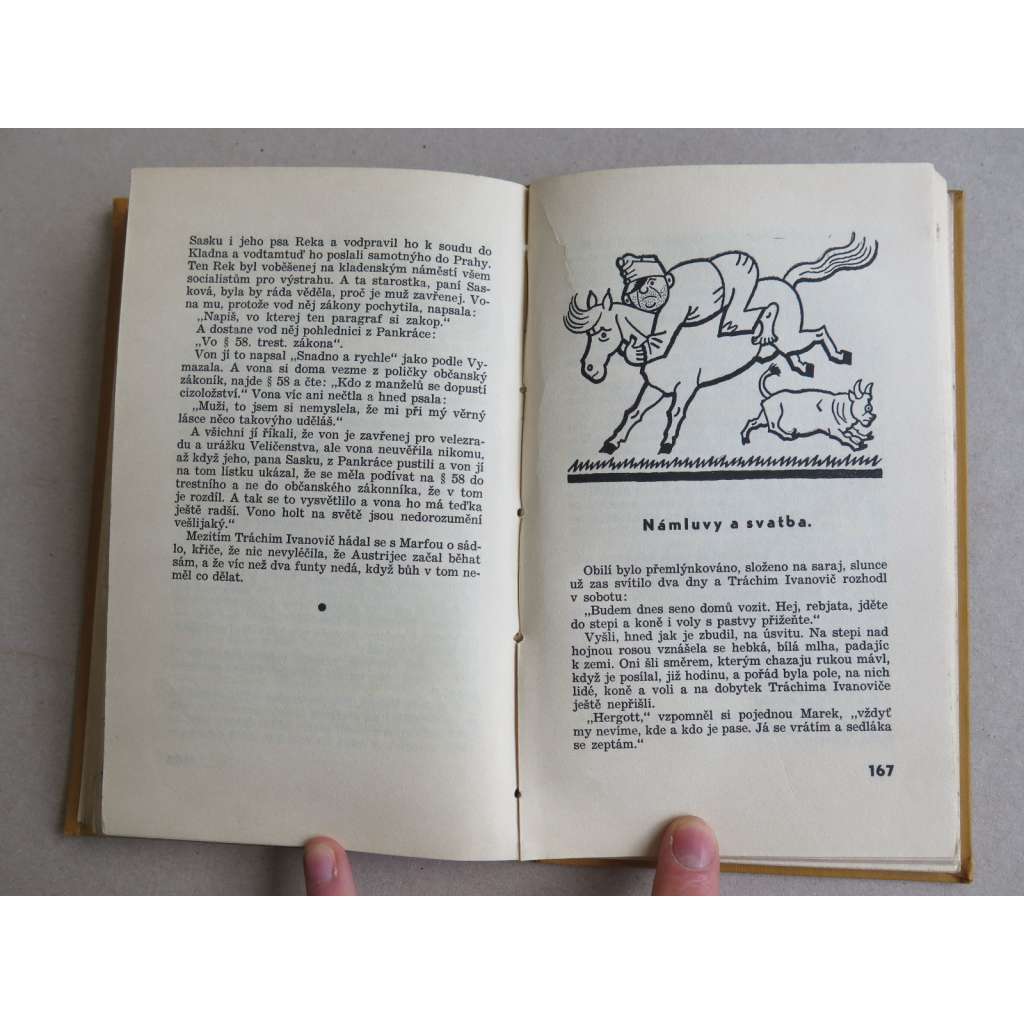 Sasku i jeho psa Reka a vodpravil ho k soudu do
Kladna a vodtamtuď ho poslali samotnýho do Prahy.
Ten Rek byl voběšenej na kladenským náměstí všem
socialistům pro výstrahu. A ta starostka, paní Sas-
ková, byla by ráda věděla, proč je muž zavřenej. Vo-
na mu, protože vod něj zákony pochytila, napsala:
„Napiš, vo kterej ten paragraf si zakop.“
A dostane vod něj pohlednici z Pankráce:
„Vo § 58. trest. zákona“.
Von jí to napsal „Snadno a rychle“ jako podle Vy-
mazala. A vona si doma vezme z poličky občanský
zákoník, najde § 58 a čte: „Kdo z manželů se dopustí
cizoložství.“ Vona víc ani nečtla a hned psala:
„Muži, to jsem si nemyslela, že mi při mý věrný
lásce něco takovýho uděláš.“
A všichni jí říkali, že von je zavřenej pro velezra-
du a urážku Veličenstva, ale vona neuvěřila nikomu,
až když jeho, pana Sasku, z Pankráce pustili a von jí
na tom lístku ukázal, že se měla podívat na § 58 do
trestního a ne do občanského zákonníka, že v tom
je rozdíl. A tak se to vysvětlilo a vona ho má teďka
ještě radší. Vono holt na světě jsou nedorozumění
vešlijaký.“
Mezitím Tráchim Ivanovič hádal se s Marfou o sád-
lo, křiče, že nic nevyléčila, že Austrijec začal běhat
sám, a že víc než dva funty nedá, když bůh v tom ne-
měl co dělat.
Námluvy a svatba.
Obilí bylo přemlýnkováno, složeno na saraj, slunce
už zas svítilo dva dny a Tráchim Ivanovič rozhodl
v sobotu:
„Budem dnes seno domů vozit. Hej, rebjata, jděte
do stepi a koně i voly s pastvy přižeňte.“
Vyšli, hned jak je zbudil, na úsvitu. Na stepi nad
hojnou rosou vznášela se hebká, bílá mlha, padajíc
k zemi. Oni šli směrem, kterým chazaju rukou mávl,
když je posílal, již hodinu, a pořád byla pole, na nich
lidé, koně a voli a na dobytek Tráchima Ivanoviče
ještě nepřišli.
„Hergott,“ vzpomněl si pojednou Marek, „vždyť
my nevíme, kde a kdo je pase. Já se vrátím a sedláka
se zeptám.“
167